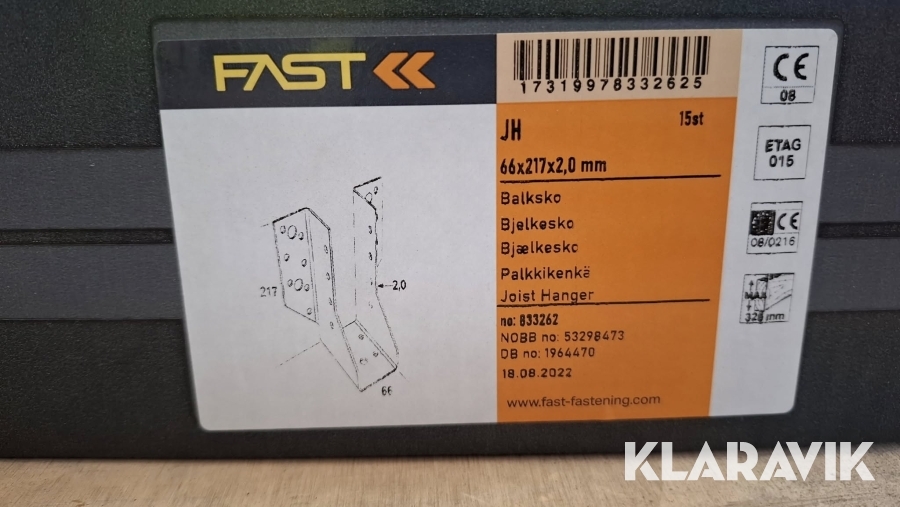 FAST
17319978332625
JH 15st
66x217x2,0 mm
Balksko
Bjelkesko
Bjælkesko
Palkkikenkä
Joist Hanger
no: 833262
NOBB no: 53298473
DB no: 1964470
18.08.2022
www.fast-fastening.com
217
2,0
66
CE
08
ETAG
015
CE
08/0216
MAX
mm
KLARAVIK